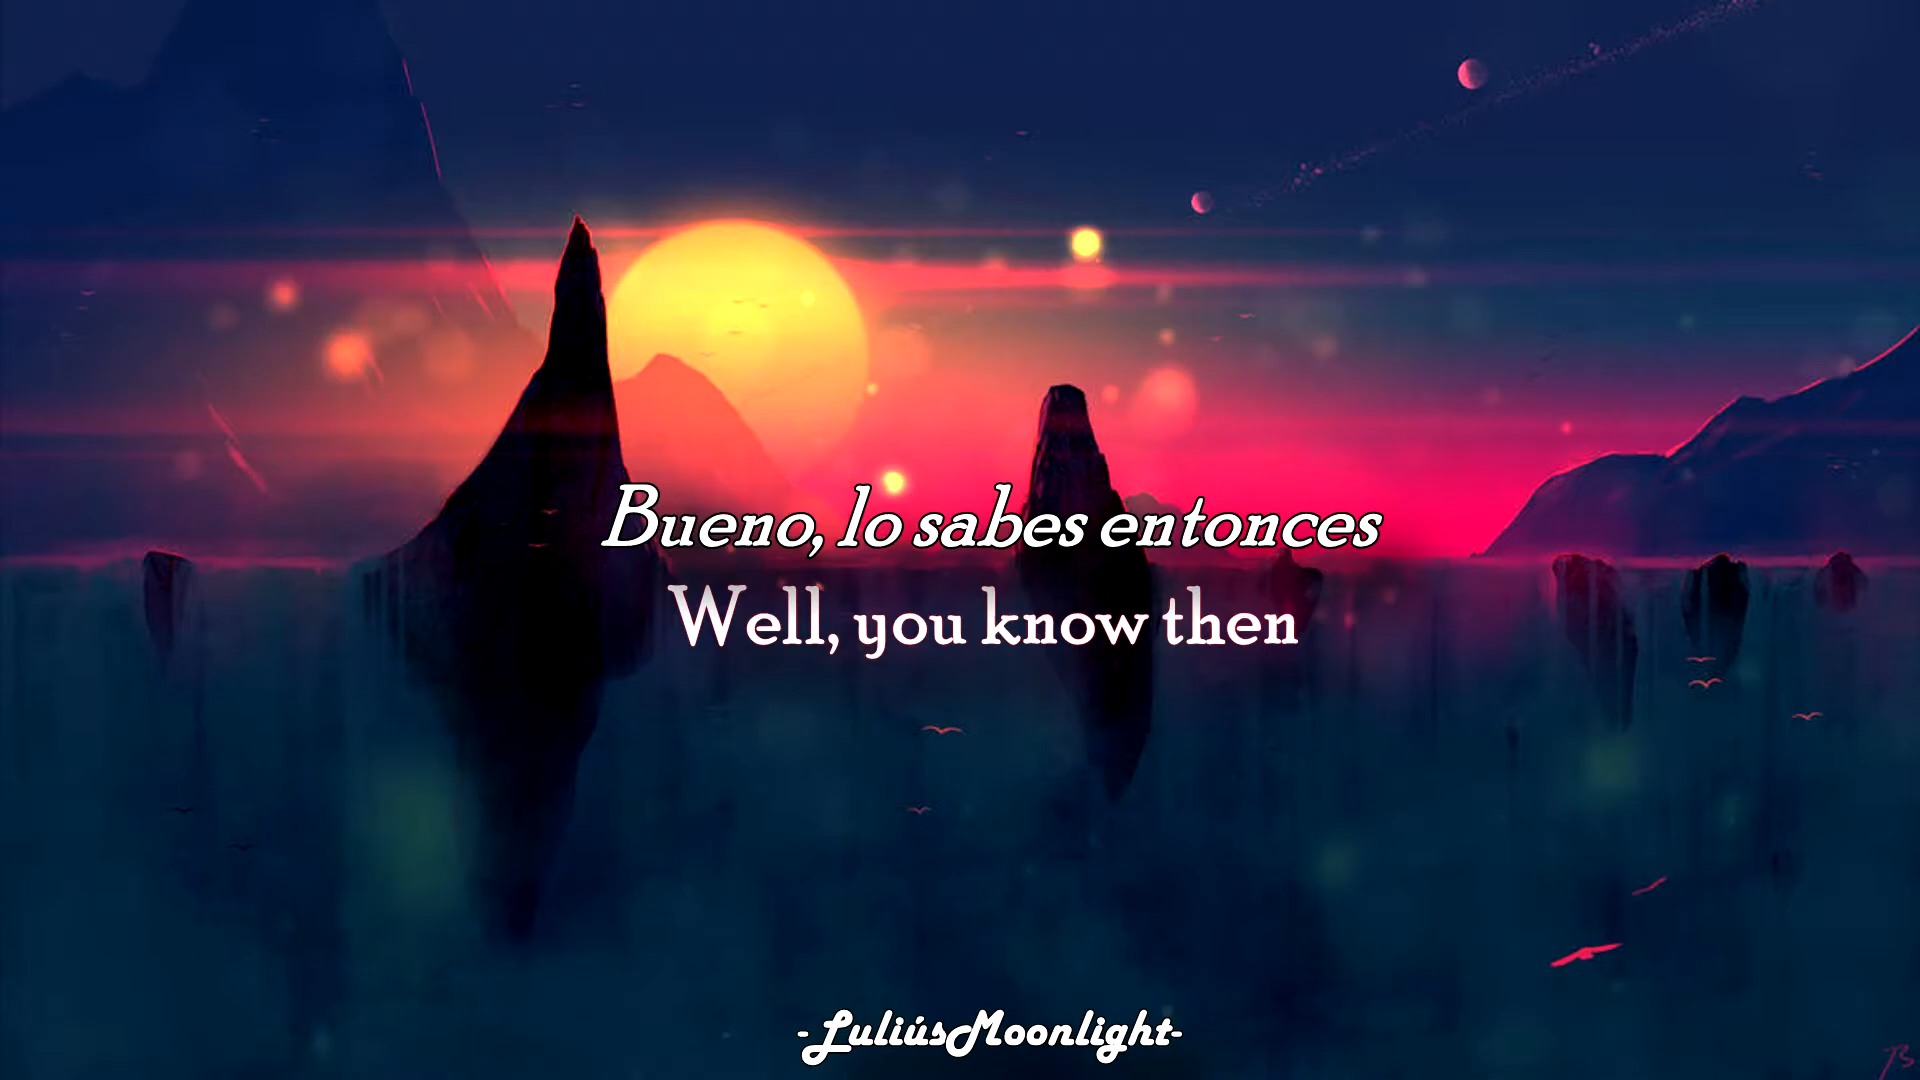 Bueno, lo sabes entonces
Well, you know then
-LuliúsMoonlight-